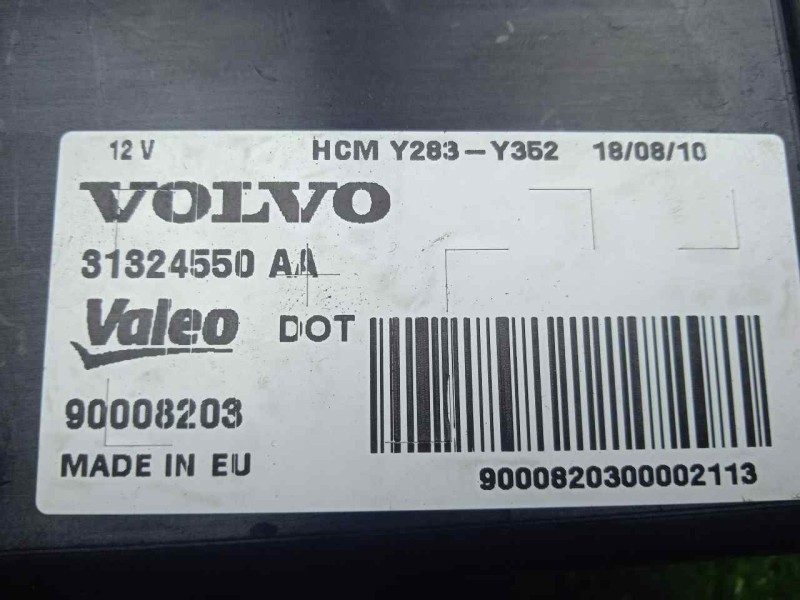 12 V HCM Y283-Y352 18/08/10
VOLVO
31324550 AA
Valeo DOT
90008203
MADE IN EU
9000820300002113